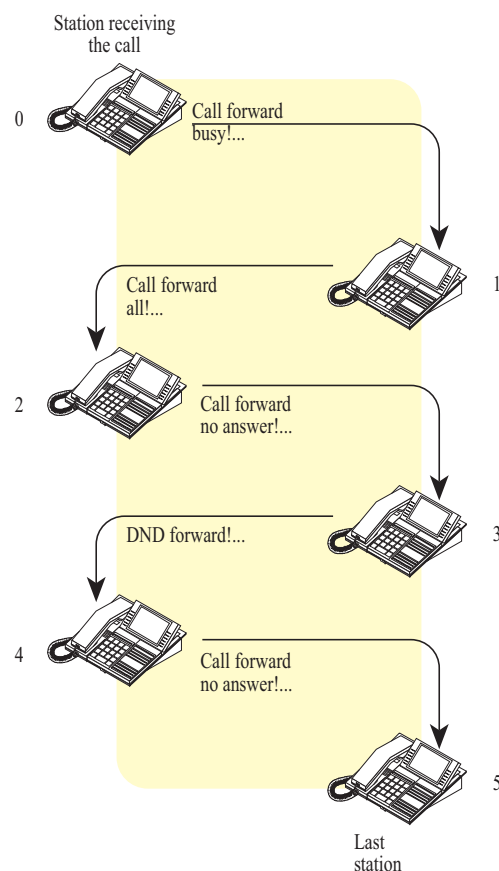 Station receiving
the call
0
Call forward
busy!...
1
Call forward
all!...
2
Call forward
no answer!...
3
DND forward!...
4
Call forward
no answer!...
5
Last
station